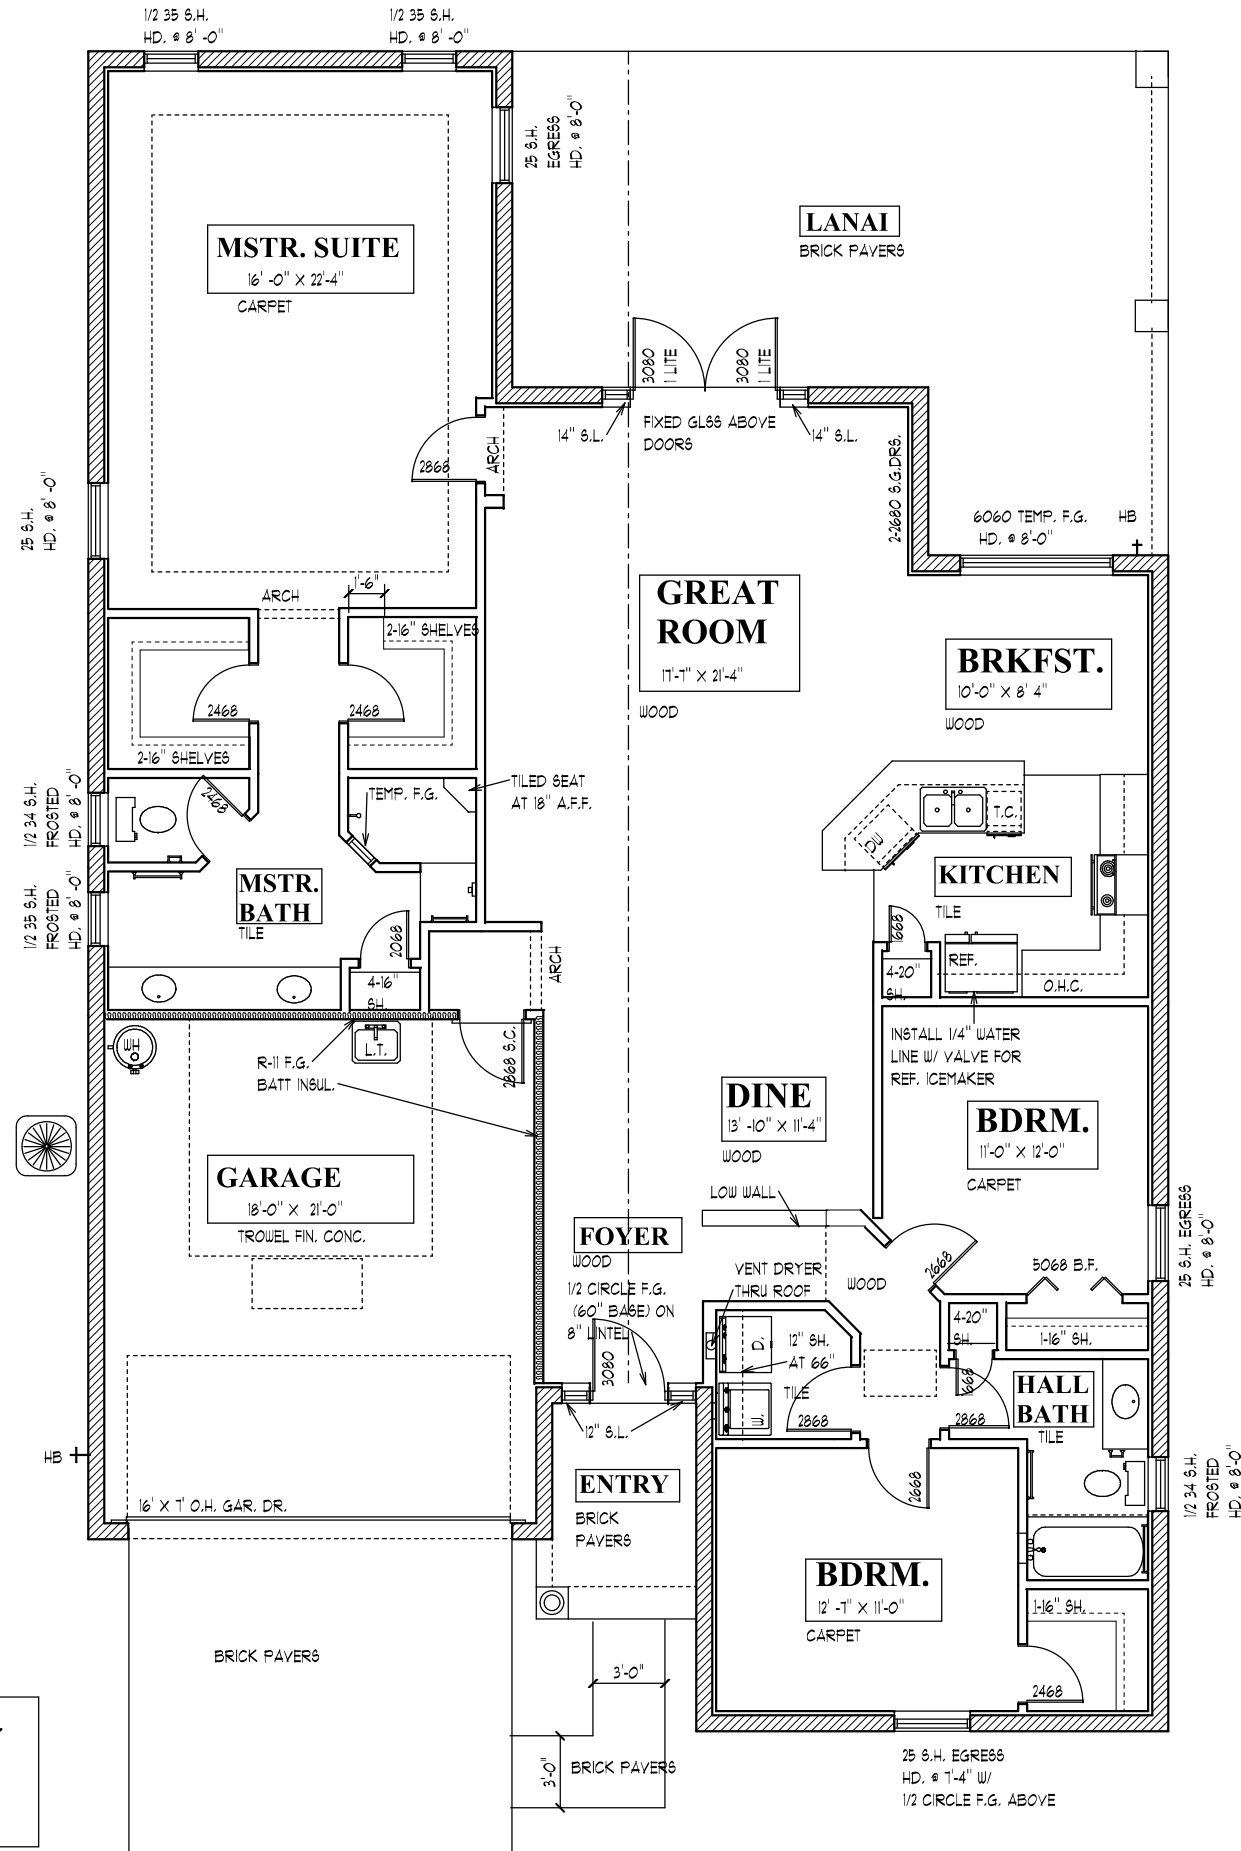 1/2 35 S.H.
HD. @ 8' -0"
1/2 35 S.H.
HD. @ 8' -0"
25 S.H.
EGRESS
HD. @ 8'-0"
LANAI
BRICK PAVERS
MSTR. SUITE
16' -0" X 22'-4"
CARPET
3080
1 LITE
3080
1 LITE
14" S.L.
FIXED GLSS ABOVE
DOORS
14" S.L.
2868
ARCH
2-2680 S.G.DRS.
25 S.H.
HD. @ 8' -0"
6060 TEMP. F.G.
HD. @ 8'-0"
HB
ARCH
1'-6"
GREAT
ROOM
17'-7" X 21'-4"
WOOD
2-16" SHELVES
BRKFST.
10'-0" X 8' 4"
WOOD
2468
2468
2-16" SHELVES
1/2 34 S.H.
FROSTED
HD. @ 8'-0"
2468
TEMP. F.G.
TILED SEAT
AT 18" A.F.F.
DW
T.C.
KITCHEN
TILE
MSTR.
BATH
TILE
1/2 35 S.H.
FROSTED
HD. @ 8'-0"
2068
4-16"
SH.
ARCH
1668
4-20"
SH.
REF.
O.H.C.
WH
L.T.
R-11 F.G.
BATT INSUL.
2868 S.C.
INSTALL 1/4" WATER
LINE W/ VALVE FOR
REF. ICEMAKER
DINE
13' -10" X 11'-4"
WOOD
BDRM.
11'-0" X 12'-0"
CARPET
GARAGE
18'-0" X 21'-0"
TROWEL FIN. CONC.
LOW WALL
25 S.H. EGRESS
HD. @ 8'-0"
FOYER
WOOD
1/2 CIRCLE F.G.
(60" BASE) ON
8" LINTEL
VENT DRYER
THRU ROOF
WOOD
2668
5068 B.F.
3080
D.
12" SH.
AT 66"
TILE
W.
4-20"
SH.
1-16" SH.
1668
HALL
BATH
TILE
2868
2868
12" S.L.
HB
ENTRY
BRICK
PAVERS
2668
1/2 34 S.H.
FROSTED
HD. @ 8'-0"
16' X 7' O.H. GAR. DR.
BDRM.
12' -7" X 11'-0"
CARPET
1-16" SH.
2468
BRICK PAVERS
3'-0"
3'-0"
BRICK PAVERS
25 S.H. EGRESS
HD. @ 7'-4" W/
1/2 CIRCLE F.G. ABOVE